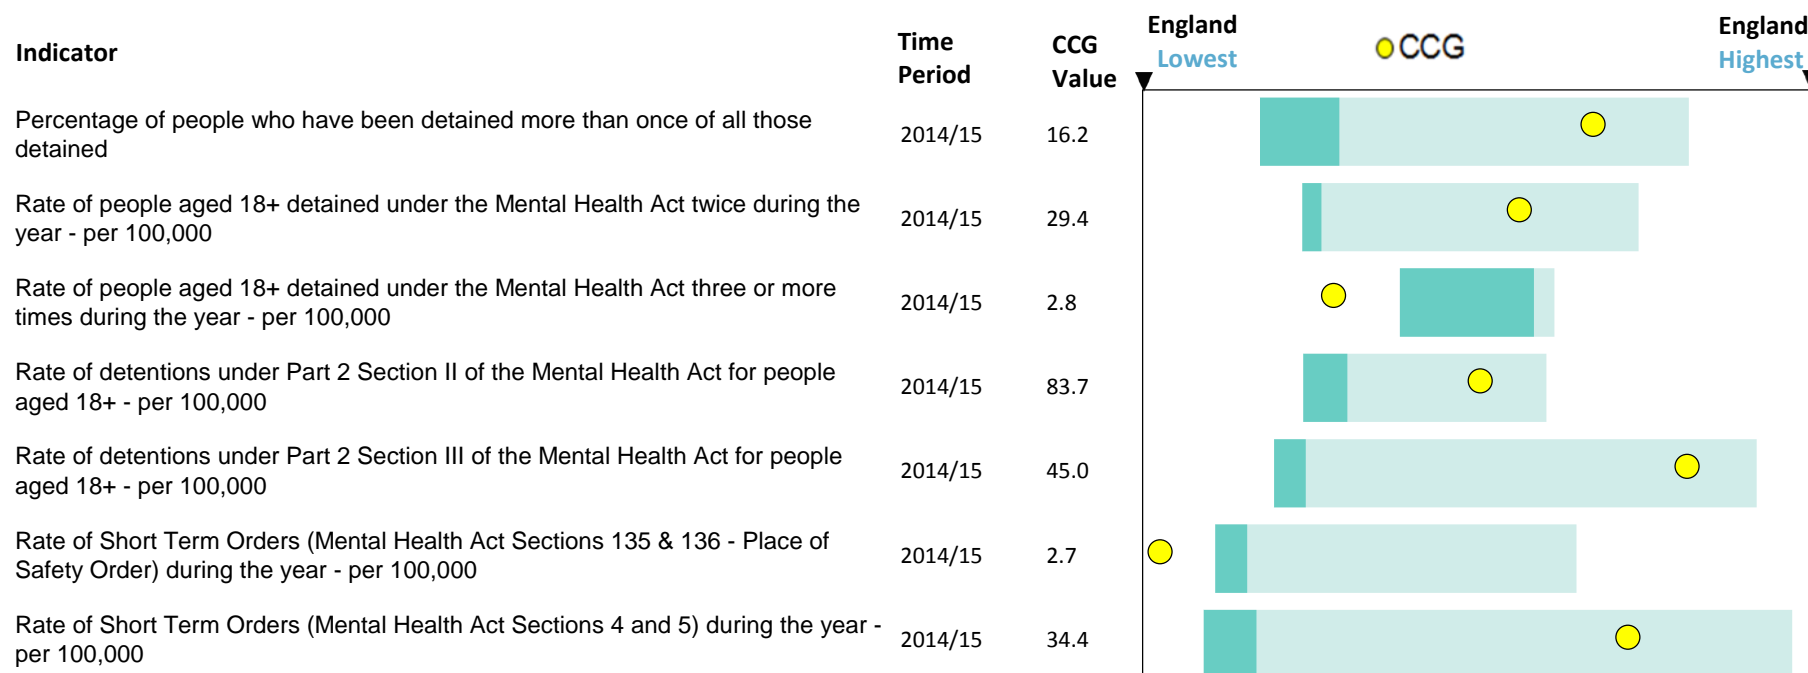 Indicator
Time Period
CCG Value
England Lowest
CCG
England Highest
Percentage of people who have been detained more than once of all those
detained
2014/15
16.2
Rate of people aged 18+ detained under the Mental Health Act twice during the
year - per 100,000
2014/15
29.4
Rate of people aged 18+ detained under the Mental Health Act three or more
times during the year - per 100,000
2014/15
2.8
Rate of detentions under Part 2 Section II of the Mental Health Act for people
aged 18+ - per 100,000
2014/15
83.7
Rate of detentions under Part 2 Section III of the Mental Health Act for people
aged 18+ - per 100,000
2014/15
45.0
Rate of Short Term Orders (Mental Health Act Sections 135 & 136 - Place of
Safety Order) during the year - per 100,000
2014/15
2.7
Rate of Short Term Orders (Mental Health Act Sections 4 and 5) during the year -
per 100,000
2014/15
34.4